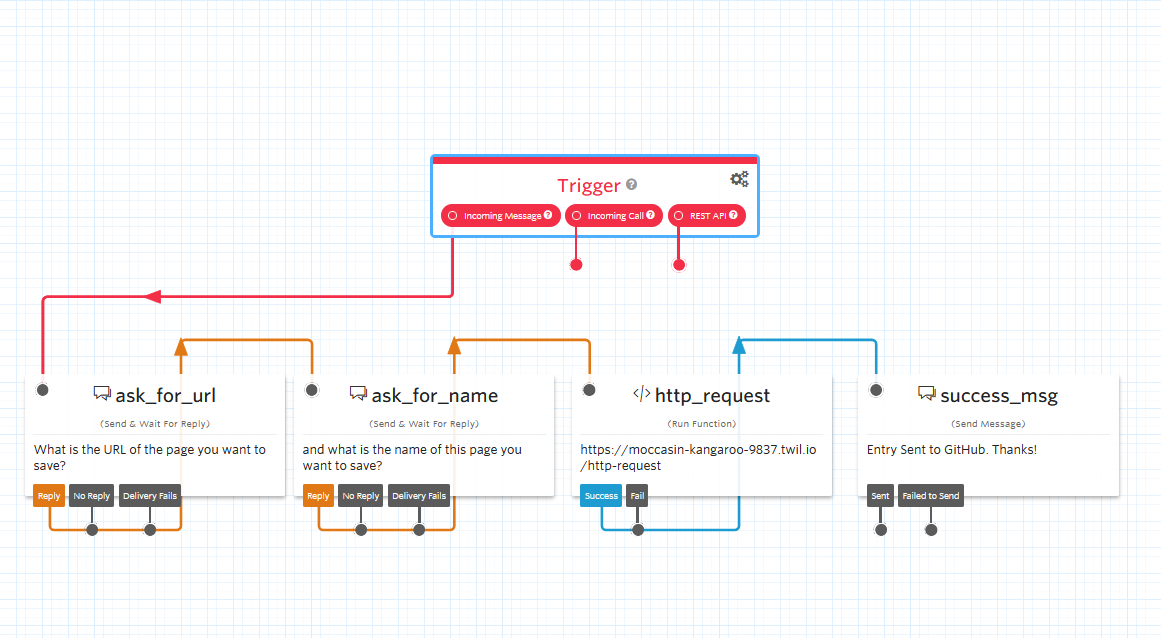 Trigger ?
Incoming Message ? Incoming Call ? REST API ?
ask_for_url
(Send & Wait For Reply)
What is the URL of the page you want to
save?
Reply No Reply Delivery Fails
ask_for_name
(Send & Wait For Reply)
and what is the name of this page you
want to save?
Reply No Reply Delivery Fails
</> http_request
(Run Function)
https://moccasin-kangaroo-9837.twil.io
/http-request
Success Fail
success_msg
(Send Message)
Entry Sent to GitHub. Thanks!
Sent Failed to Send